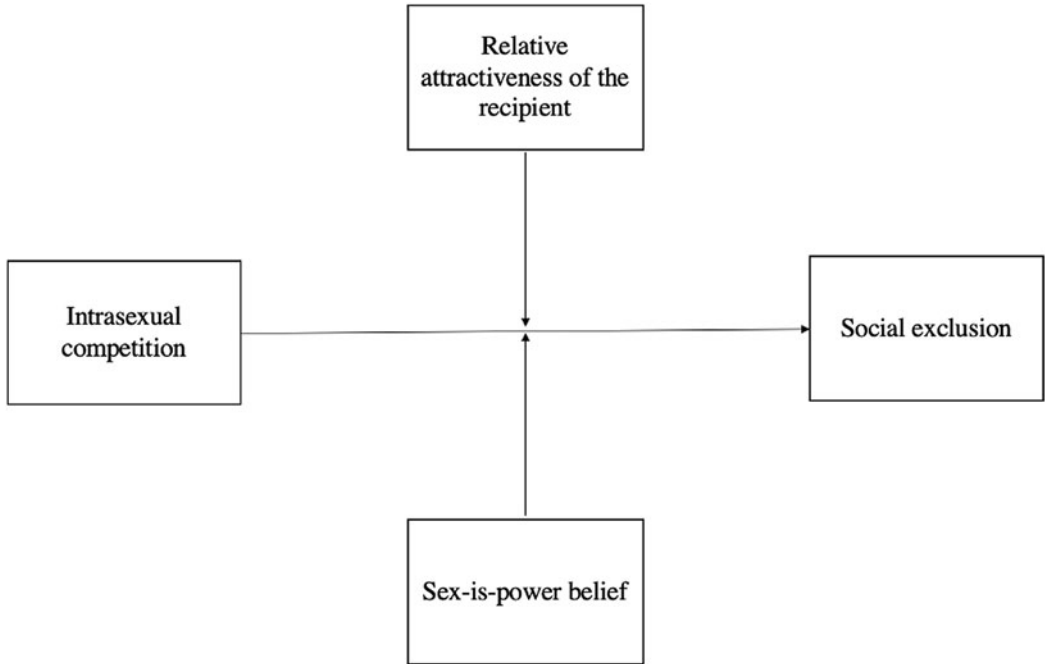 Relative
attractiveness of the
recipient
Intrasexual
competition
Social exclusion
Sex-is-power belief